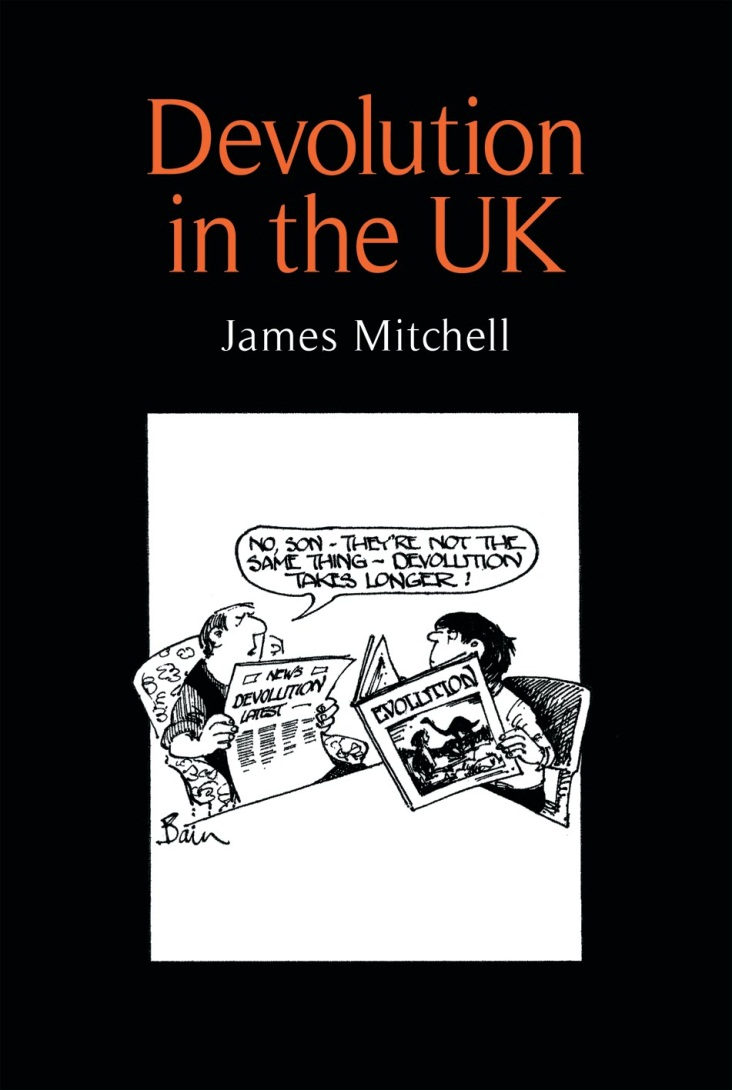 Devolution
in the UK
James Mitchell
NO, SON - THEY'RE NOT THE
SAME THING - DEVOLUTION
TAKES LONGER!
NEWS
DEVOLUTION
LATEST
EVOLUTION
Bain